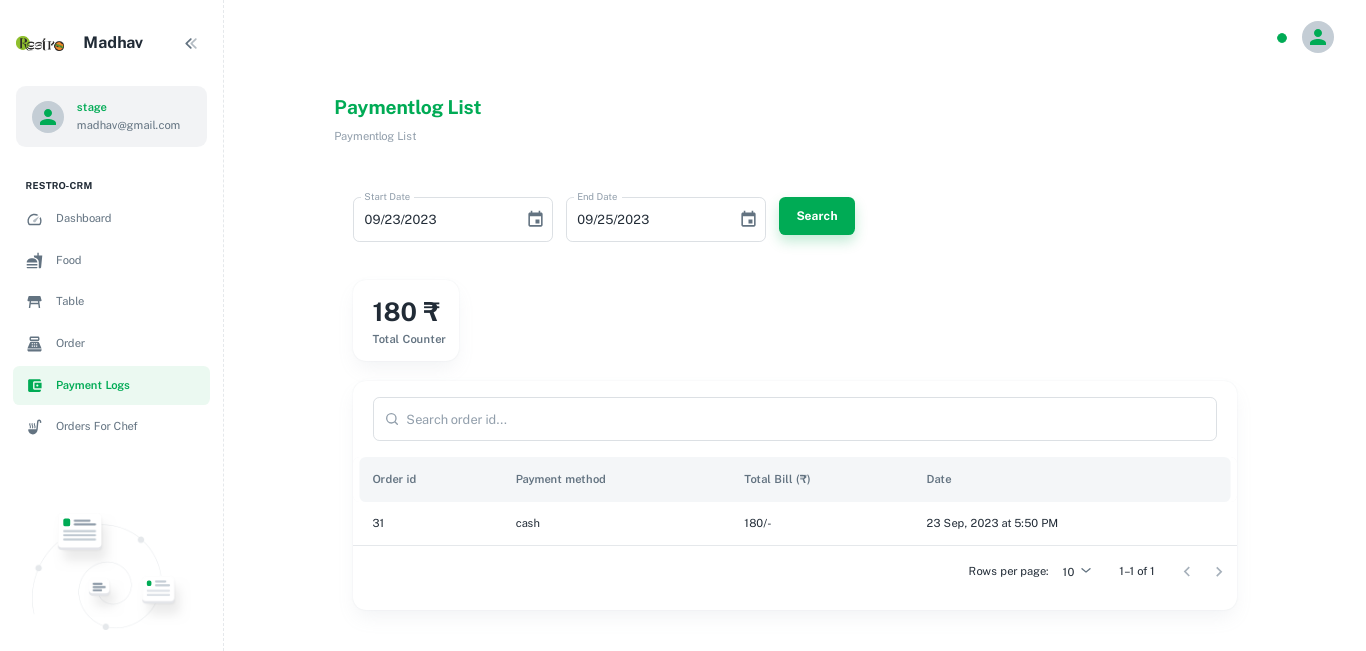 Restro
Madhav
stage
madhav@gmail.com
RESTRO-CRM
Dashboard
Food
Table
Order
Payment Logs
Orders For Chef
Paymentlog List
Paymentlog List
Start Date
09/23/2023
End Date
09/25/2023
Search
180 ₹
Total Counter
Search order id...
Order id Payment method Total Bill (₹) Date
31 cash 180/- 23 Sep, 2023 at 5:50 PM
Rows per page: 10 1–1 of 1